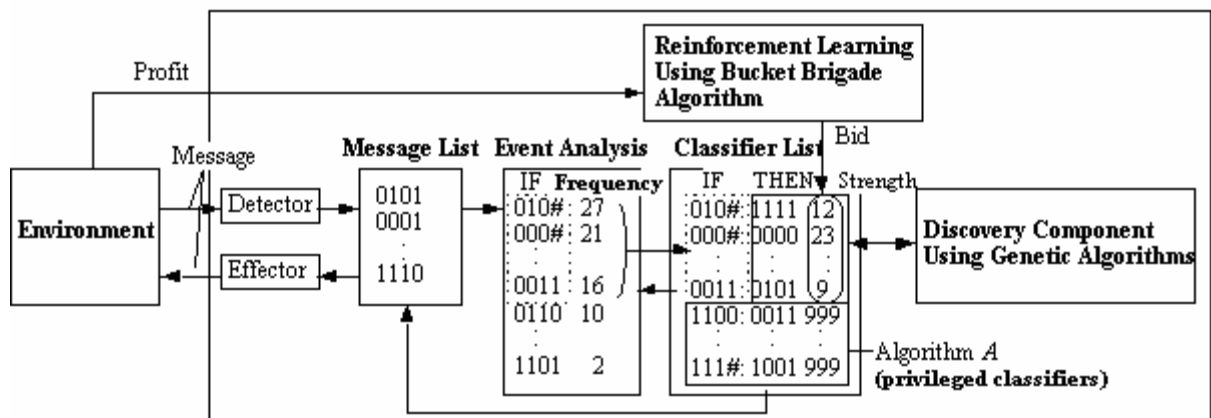 Reinforcement Learning
Using Bucket Brigade
Algorithm
Profit
Bid
Message
Message List
Event Analysis
Classifier List
IF Frequency
IF THEN Strength
Environment
Detector
Effector
0101
0001
:
1110
010#: 27
000#: 21
: :
0011: 16
0110 10
: :
1101 2
010#: 1111 12
000#: 0000 23
: : :
0011: 0101 9
1100: 0011 999
: : :
111#: 1001 999
Discovery Component
Using Genetic Algorithms
Algorithm A
(privileged classifiers)